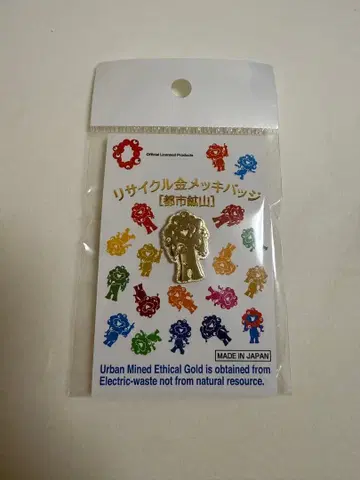 Official Licensed Products
リサイクル金メッキバッジ
[都市鉱山]
MADE IN JAPAN
Urban Mined Ethical Gold is obtained from
Electric-waste not from natural resource.